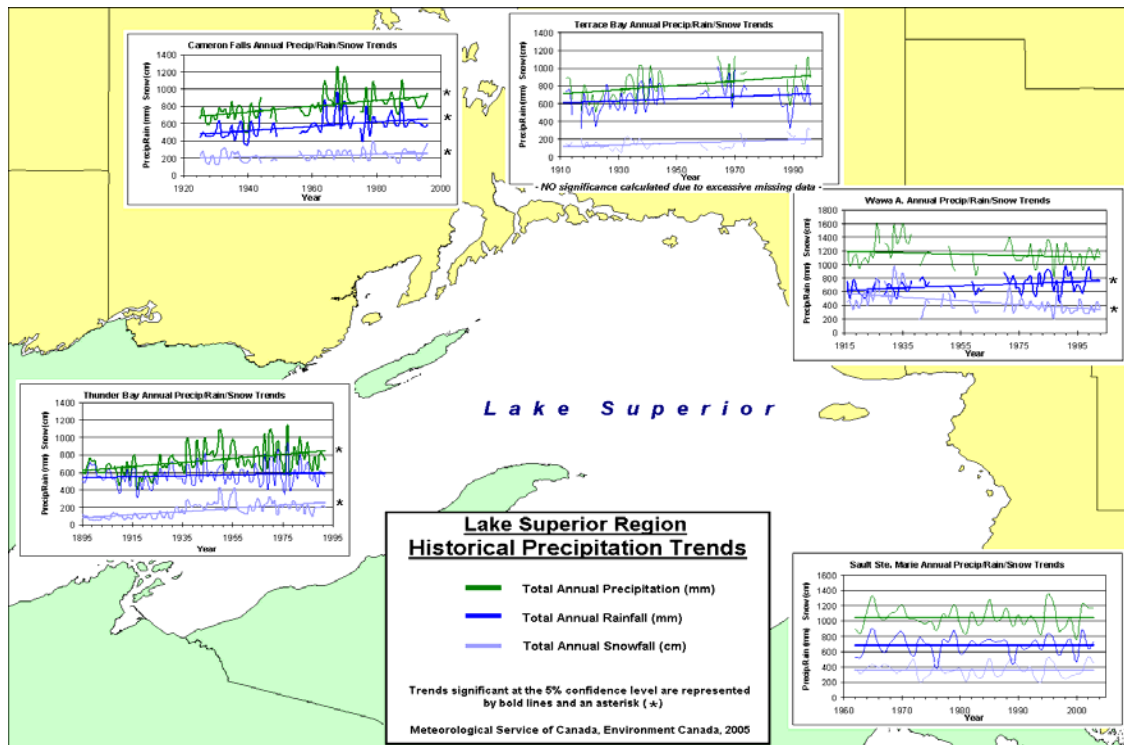 Cameron Falls Annual Precip/Rain/Snow Trends
Precip/Rain (mm) Snow (cm)
1400
1200
1000
800
600
400
200
0
*
*
*
1920 1940 1960 1980 2000
Year
Terrace Bay Annual Precip/Rain/Snow Trends
Precip/Rain (mm) Snow (cm)
1400
1200
1000
800
600
400
200
0
1910 1930 1950 1970 1990
Year
- NO significance calculated due to excessive missing data -
Wawa A. Annual Precip/Rain/Snow Trends
Precip/Rain (mm) Snow (cm)
1800
1600
1400
1200
1000
800
600
400
200
0
*
*
1915 1935 1955 1975 1995
Year
Thunder Bay Annual Precip/Rain/Snow Trends
Precip/Rain (mm) Snow (cm)
1400
1200
1000
800
600
400
200
0
*
*
1895 1915 1935 1955 1975 1995
Year
Lake Superior
Lake Superior Region
Historical Precipitation Trends
Total Annual Precipitation (mm)
Total Annual Rainfall (mm)
Total Annual Snowfall (cm)
Trends significant at the 5% confidence level are represented
by bold lines and an asterisk (*)
Meteorological Service of Canada, Environment Canada, 2005
Sault Ste. Marie Annual Precip/Rain/Snow Trends
Precip/Rain (mm) Snow (cm)
1600
1400
1200
1000
800
600
400
200
0
1960 1970 1980 1990 2000
Year